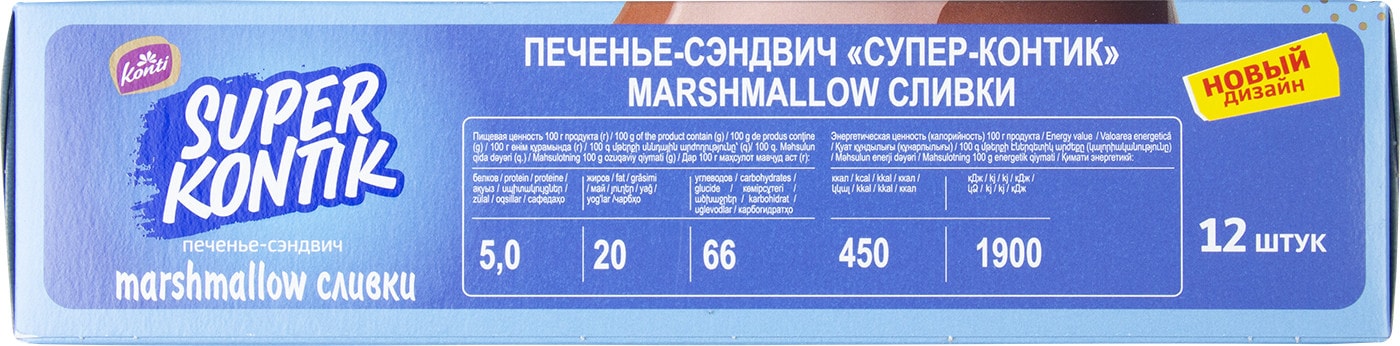 Konti
SUPER
KONTIK
печенье-сэндвич
marshmallow сливки
ПЕЧЕНЬЕ-СЭНДВИЧ «СУПЕР-КОНТИК»
MARSHMALLOW СЛИВКИ
НОВЫЙ
ДИЗАЙН
Пищевая ценность 100 г продукта (г) / 100 g of the product contain (g) / 100 g de produs conține
(g) / 100 г өнім құрамында (г) / 100 գ մթերքի սննդային արժողությունը՝ (գ)/ 100 q. Məhsulun
qida dəyəri (q.) / Mahsulotning 100 g ozuqaviy qiymati (g) / Дар 100 г маҳсулот мавҷуд аст (г):
Энергетическая ценность (калорийность) 100 г продукта / Energy value / Valoarea energetică
/ Қуат құндылығы (құнарлылығы) / 100 գ մթերքի էներգետիկ արժեքը (կալորիականությունը)
/ Məhsulun enerji dəyəri / Mahsulotning 100 g energetik qiymati / Қимати энергетикӣ:
белков / protein / proteine /
ақуыз / սպիտակուցներ /
zülal / oqsillar / сафедаҳо
жиров / fat / grăsimi
/ май / յուղեր / yağ /
yog'lar /чарбҳо
углеводов / carbohydrates /
glucide / көмірсутегі /
ածխաջրեր / karbohidrat /
uglevodlar / карбогидратҳо
ккал / kcal / kkal / ккал /
կկալ / kkal / kkal / ккал
кДж / kj / kj / кДж /
կՋ / kj / kj / кДж
5,0
20
66
450
1900
12 ШТУК